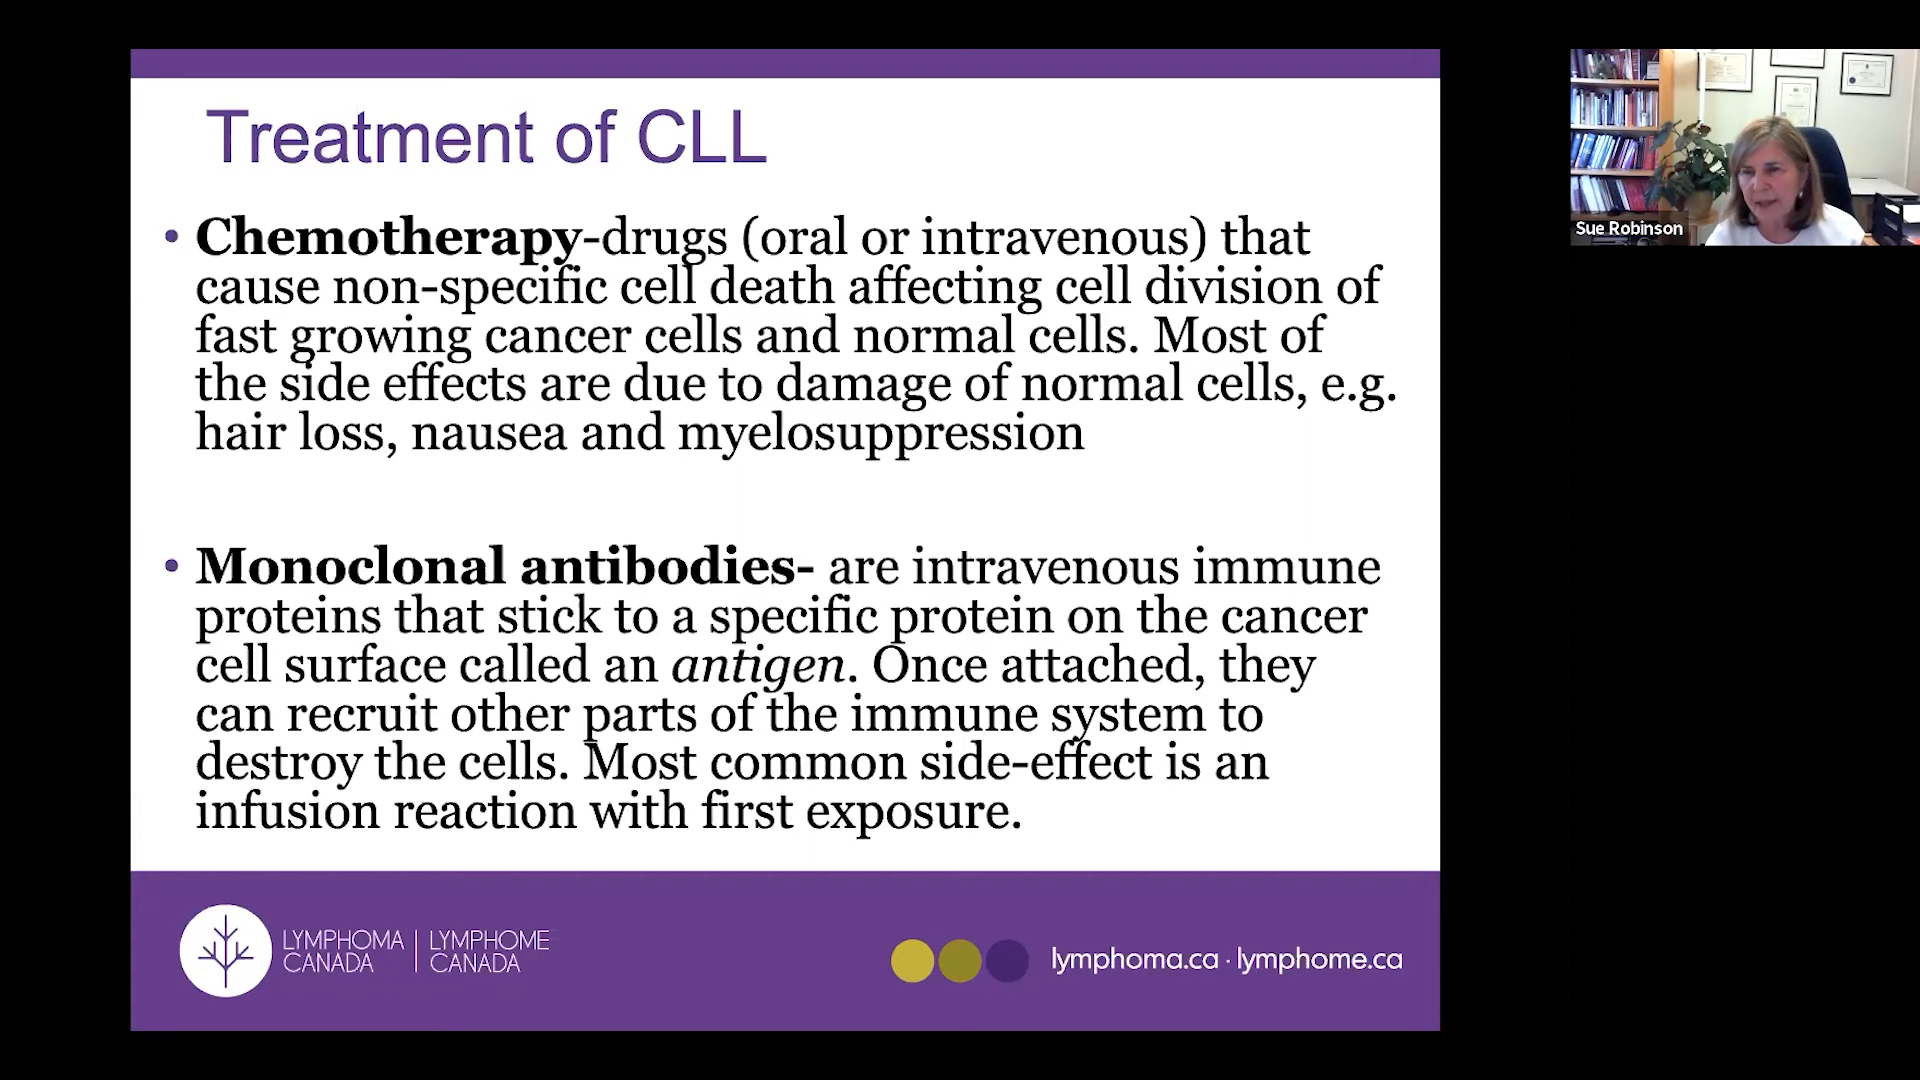 Treatment of CLL
• Chemotherapy-drugs (oral or intravenous) that
cause non-specific cell death affecting cell division of
fast growing cancer cells and normal cells. Most of
the side effects are due to damage of normal cells, e.g.
hair loss, nausea and myelosuppression
• Monoclonal antibodies- are intravenous immune
proteins that stick to a specific protein on the cancer
cell surface called an antigen. Once attached, they
can recruit other parts of the immune system to
destroy the cells. Most common side-effect is an
infusion reaction with first exposure.
LYMPHOMA CANADA | LYMPHOME CANADA
lymphoma.ca · lymphome.ca
Sue Robinson